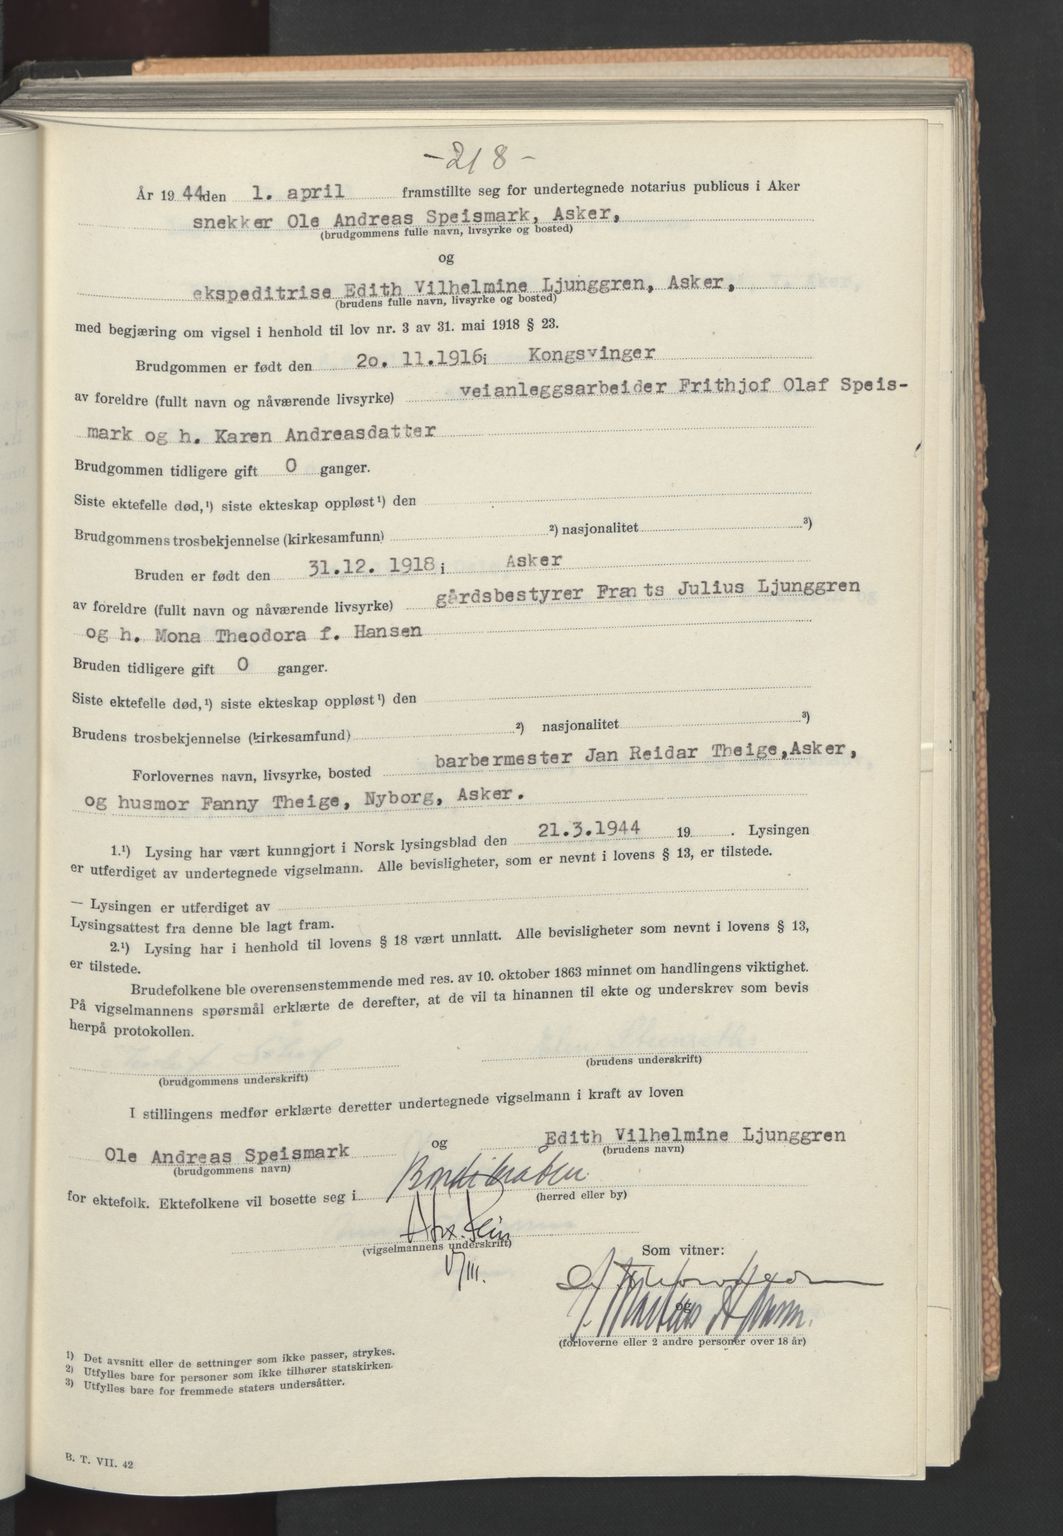 -218-
År 1944 den 1. april framstillte seg for undertegnede notarius publicus i Aker
snekker Ole Andreas Speismark, Asker,
(brudgommens fulle navn, livsyrke og bosted)
og
ekspeditrise Edith Vilhelmine Ljunggren, Asker,
(brudens fulle navn, livsyrke og bosted)
med begjæring om vigsel i henhold til lov nr. 3 av 31. mai 1918 § 23.
Brudgommen er født den 20. 11.1916 i Kongsvinger
av foreldre (fullt navn og nåværende livsyrke) veianleggsarbeider Frithjof Olaf Speis-
mark og h. Karen Andreasdatter
Brudgommen tidligere gift 0 ganger.
Siste ektefelle død,¹) siste ekteskap oppløst¹) den
Brudgommens trosbekjennelse (kirkesamfunn) ²) nasjonalitet ³)
Bruden er født den 31.12. 1918 i Asker
av foreldre (fullt navn og nåværende livsyrke) gårdsbestyrer Frants Julius Ljunggren
og h. Mona Theodora f. Hansen
Bruden tidligere gift 0 ganger.
Siste ektefelle død,¹) siste ekteskap oppløst¹) den
Brudens trosbekjennelse (kirkesamfund) ²) nasjonalitet ³)
Forlovernes navn, livsyrke, bosted barbermester Jan Reidar Theige, Asker,
og husmor Fanny Theige, Nyborg, Asker.
1.¹) Lysing har vært kunngjort i Norsk lysingsblad den 21.3.1944 19 . Lysingen
er utferdiget av undertegnede vigselmann. Alle bevisligheter, som er nevnt i lovens § 13, er tilstede.
— Lysingen er utferdiget av
Lysingsattest fra denne ble lagt fram.
2.¹) Lysing har i henhold til lovens § 18 vært unnlatt. Alle bevisligheter som nevnt i lovens § 13,
er tilstede.
Brudefolkene ble overensenstemmende med res. av 10. oktober 1863 minnet om handlingens viktighet.
På vigselmannens spørsmål erklærte de derefter, at de vil ta hinannen til ekte og underskrev som bevis
herpå protokollen.
(brudgommens underskrift) (brudens underskrift)
I stillingens medfør erklærte deretter undertegnede vigselmann i kraft av loven
Ole Andreas Speismark og Edith Vilhelmine Ljunggren
(brudgommens navn) (brudens navn)
for ektefolk. Ektefolkene vil bosette seg i
(herred eller by)
(vigselmannens underskrift)
Som vitner:
og
(forloverne eller 2 andre personer over 18 år)
¹) Det avsnitt eller de settninger som ikke passer, strykes.
²) Utfylles bare for personer som ikke tilhører statskirken.
³) Utfylles bare for fremmede staters undersåtter.
B. T. VII. 42